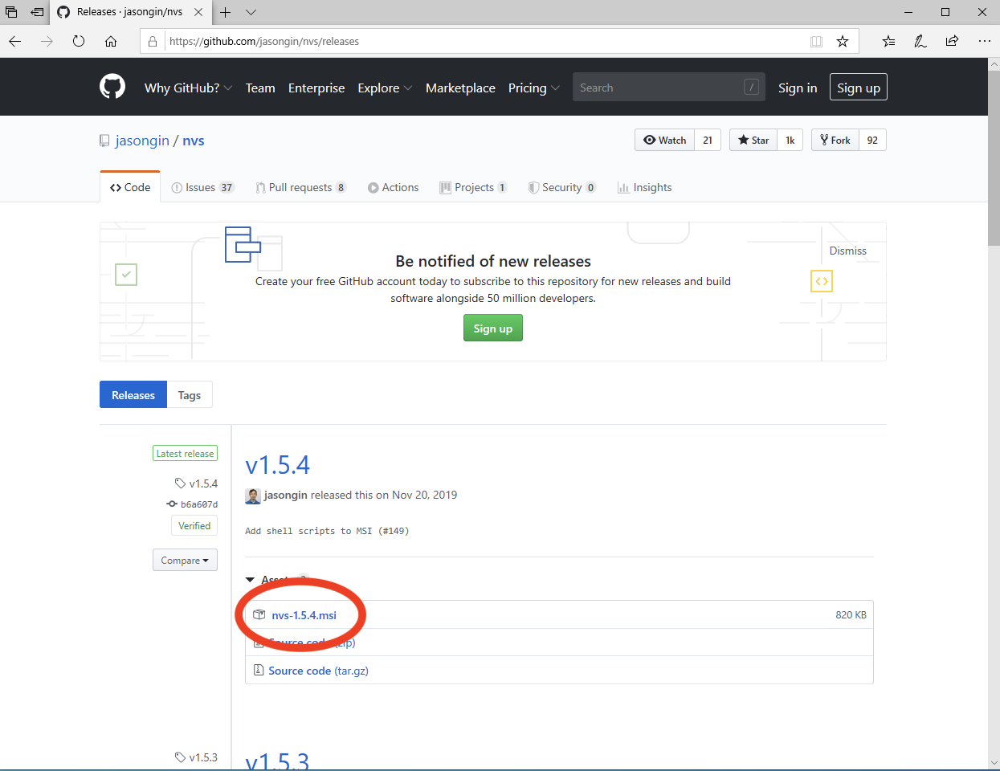 Releases · jasongin/nvs
https://github.com/jasongin/nvs/releases
Why GitHub? Team Enterprise Explore Marketplace Pricing Search / Sign in Sign up
jasongin / nvs
Watch 21 Star 1k Fork 92
Code Issues 37 Pull requests 8 Actions Projects 1 Security 0 Insights
Dismiss
Be notified of new releases
Create your free GitHub account today to subscribe to this repository for new releases and build
software alongside 50 million developers.
Sign up
Releases Tags
Latest release
v1.5.4
b6a607d
Verified
Compare
v1.5.4
jasongin released this on Nov 20, 2019
Add shell scripts to MSI (#149)
Assets
nvs-1.5.4.msi 820 KB
Source code (zip)
Source code (tar.gz)
v1.5.3
v1.5.3